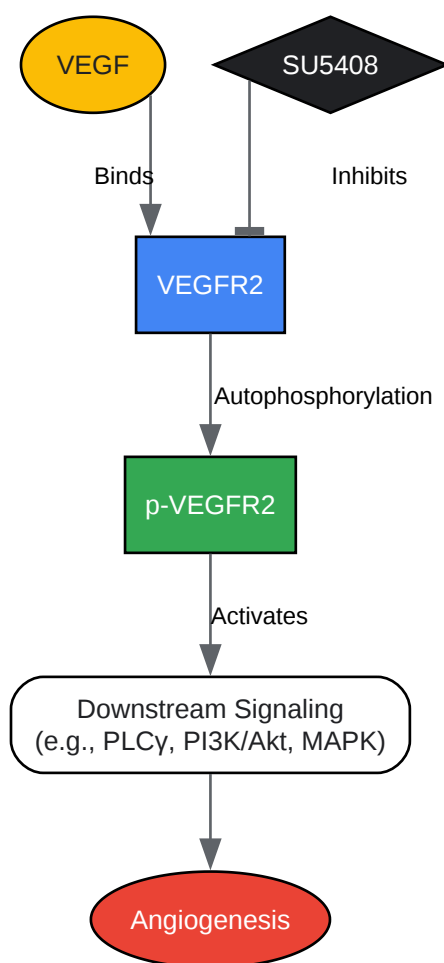 VEGF
SU5408
Binds
Inhibits
VEGFR2
Autophosphorylation
p-VEGFR2
Activates
Downstream Signaling
(e.g., PLCγ, PI3K/Akt, MAPK)
Angiogenesis